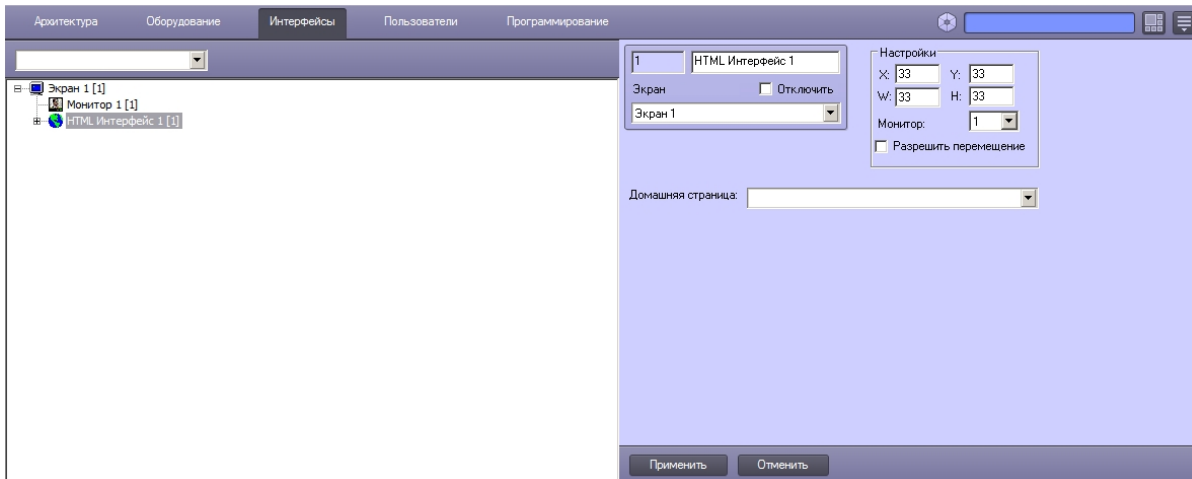 Архитектура Оборудование Интерфейсы Пользователи Программирование
Экран 1 [1]
Монитор 1 [1]
HTML Интерфейс 1 [1]
1 HTML Интерфейс 1
Экран Отключить
Экран 1
Настройки
X: 33 Y: 33
W: 33 H: 33
Монитор: 1
Разрешить перемещение
Домашняя страница:
Применить Отменить